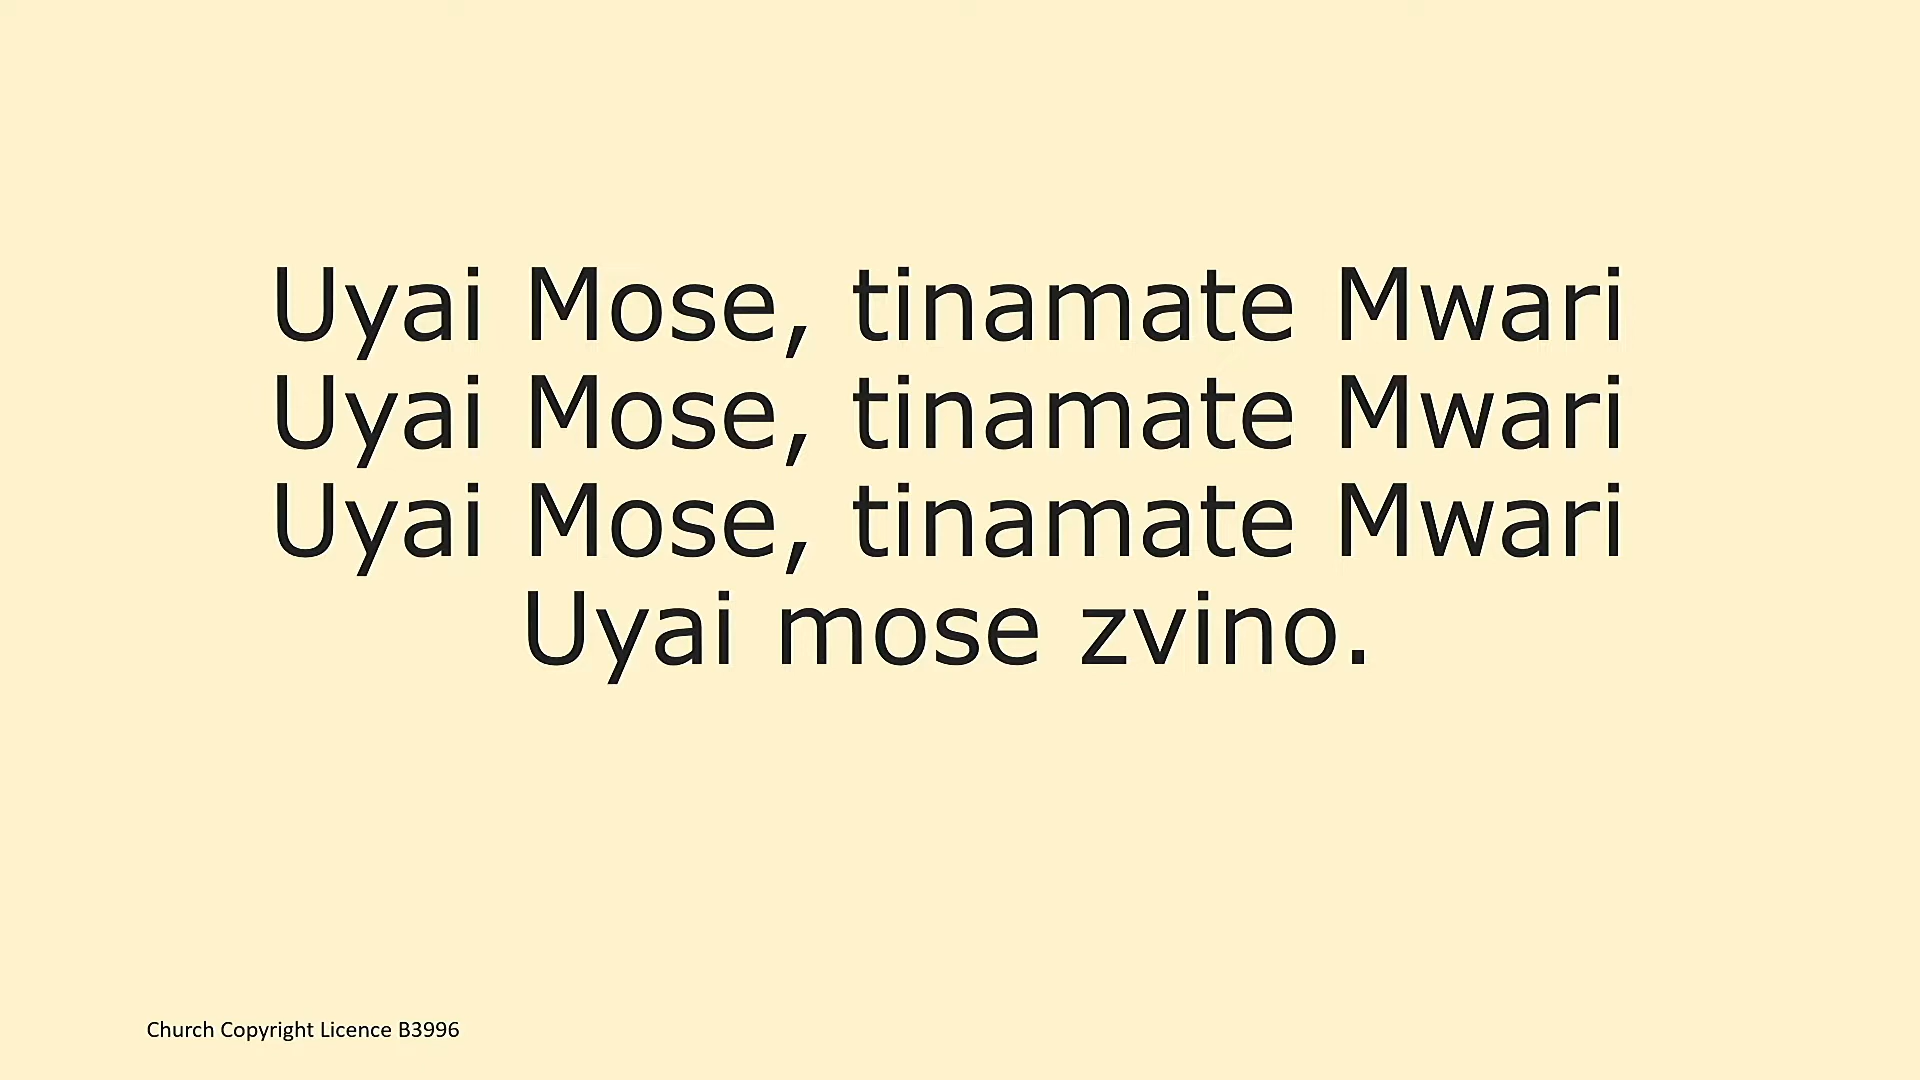 Uyai Mose, tinamate Mwari
Uyai Mose, tinamate Mwari
Uyai Mose, tinamate Mwari
Uyai mose zvino.
Church Copyright Licence B3996